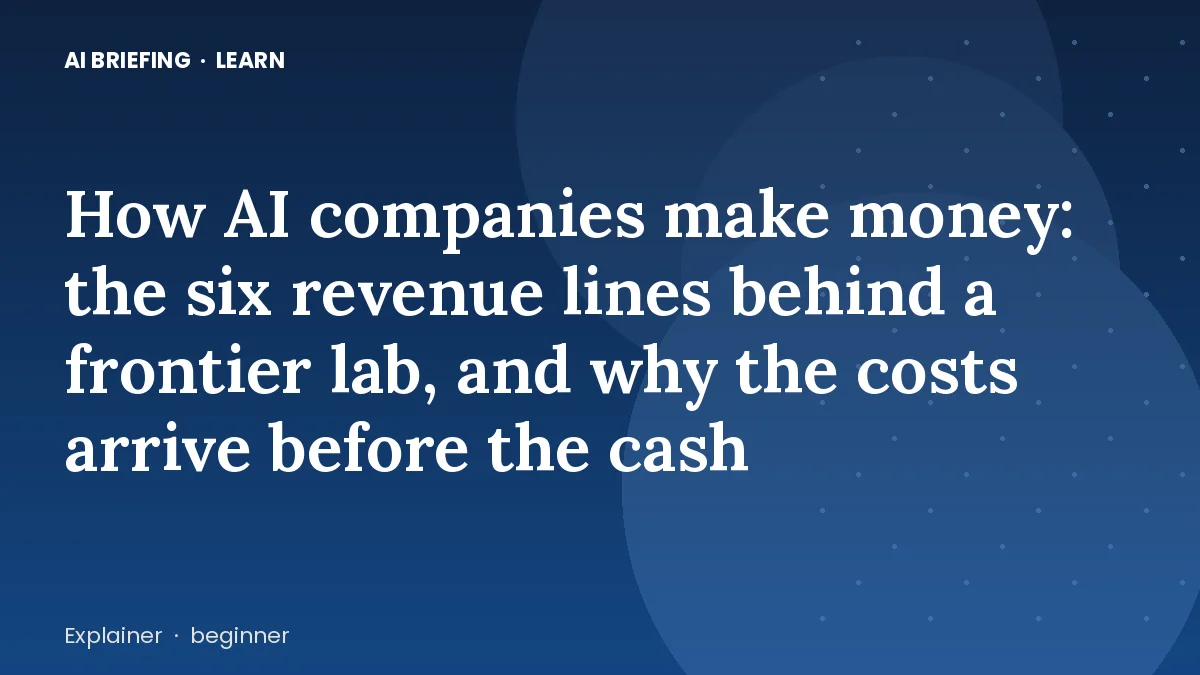 AI BRIEFING · LEARN
How AI companies make money:
the six revenue lines behind a
frontier lab, and why the costs
arrive before the cash
Explainer · beginner